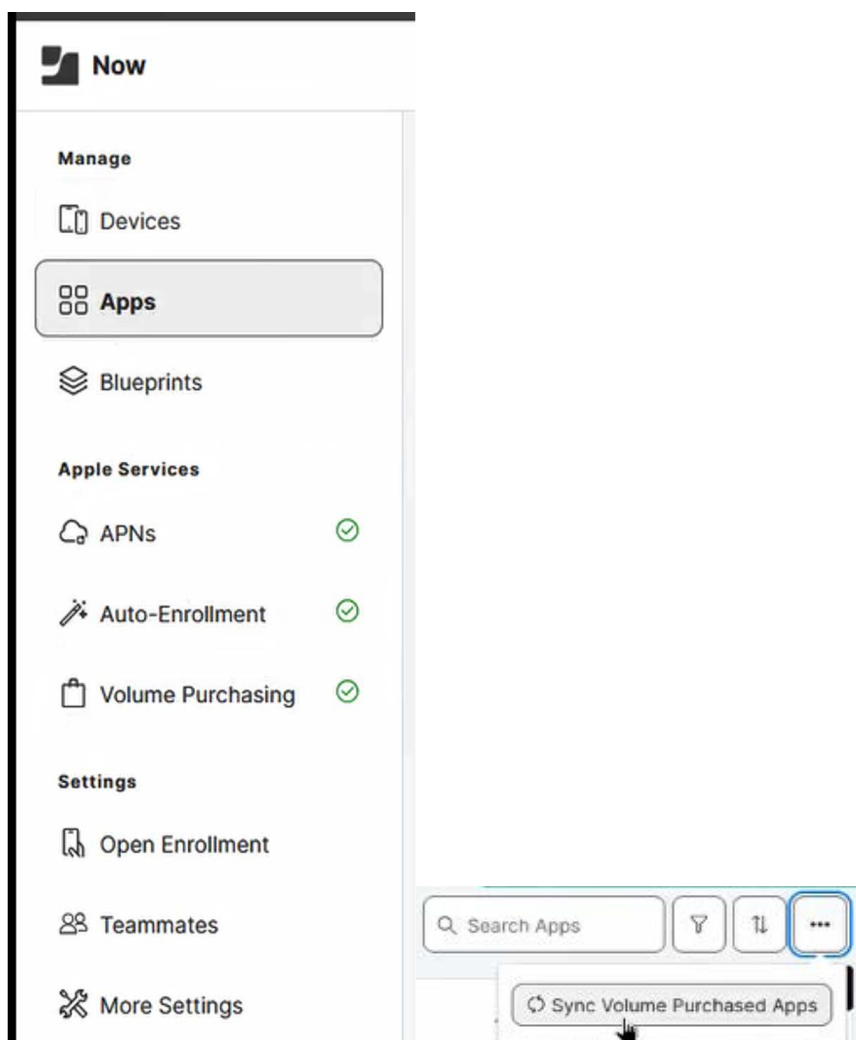 Now
Manage
Devices
Apps
Blueprints
Apple Services
APNs
Auto-Enrollment
Volume Purchasing
Settings
Open Enrollment
Teammates
More Settings
Search Apps
Sync Volume Purchased Apps